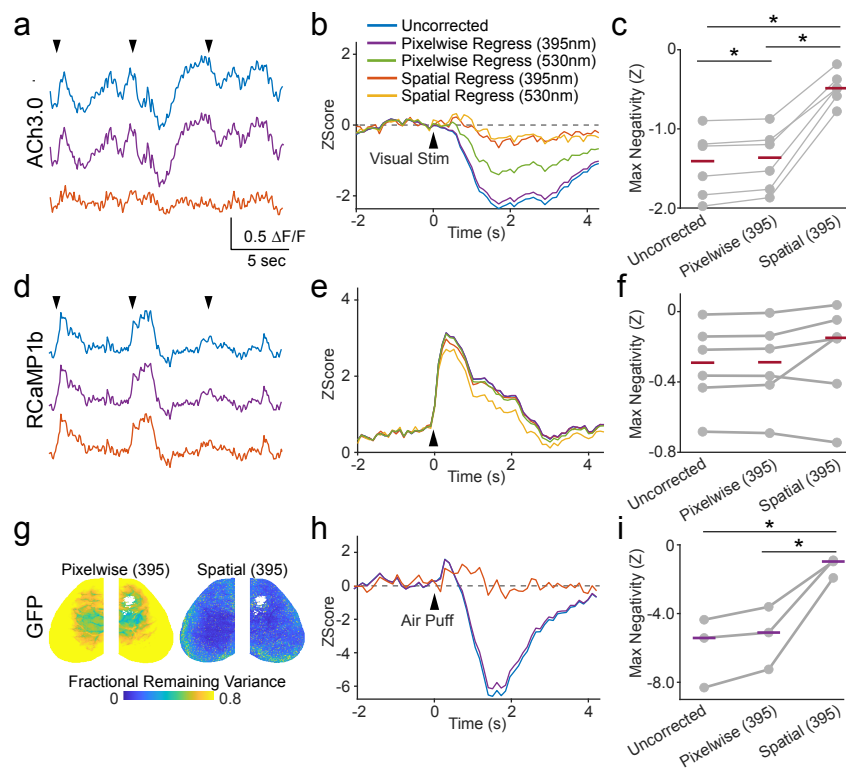 a
ACh3.0
0.5 ΔF/F
5 sec
b
Uncorrected
Pixelwise Regress (395nm)
Pixelwise Regress (530nm)
Spatial Regress (395nm)
Spatial Regress (530nm)
ZScore
2
0
-2
Visual Stim
-2
0
2
4
Time (s)
c
*
*
*
Max Negativity (Z)
0
-1.0
-2.0
Uncorrected
Pixelwise (395)
Spatial (395)
d
RCaMP1b
e
ZScore
4
2
0
-2
0
2
4
Time (s)
f
Max Negativity (Z)
0
-0.4
-0.8
Uncorrected
Pixelwise (395)
Spatial (395)
g
GFP
Pixelwise (395)
Spatial (395)
Fractional Remaining Variance
0
0.8
h
ZScore
2
0
-2
-4
-6
Air Puff
-2
0
2
4
Time (s)
i
*
*
Max Negativity (Z)
0
-4.0
-8.0
Uncorrected
Pixelwise (395)
Spatial (395)